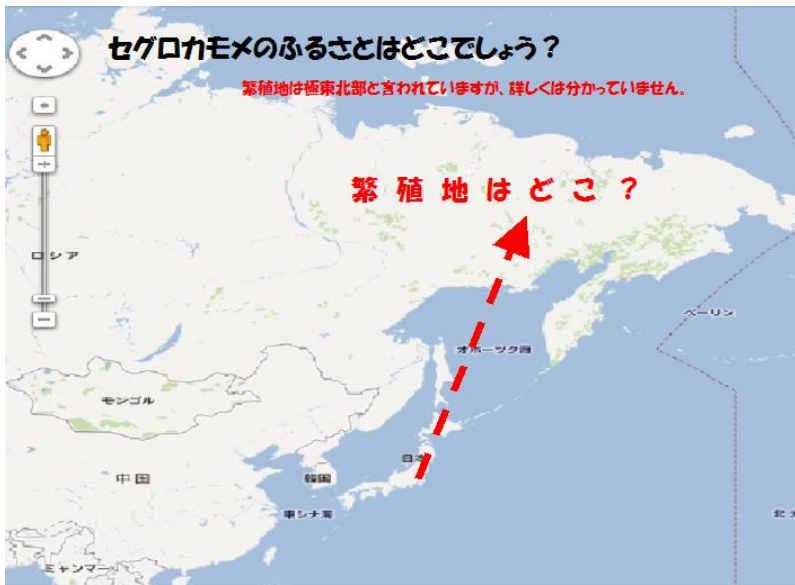 セグロカモメのふるさとはどこでしょう?
繁殖地は極東北部と言われていますが、詳しくは分かっていません。
繁殖地はどこ?
ロシア
ベーリン
オホーツク海
モンゴル
日本
中国
韓国
東シナ海
北
ミャンマー